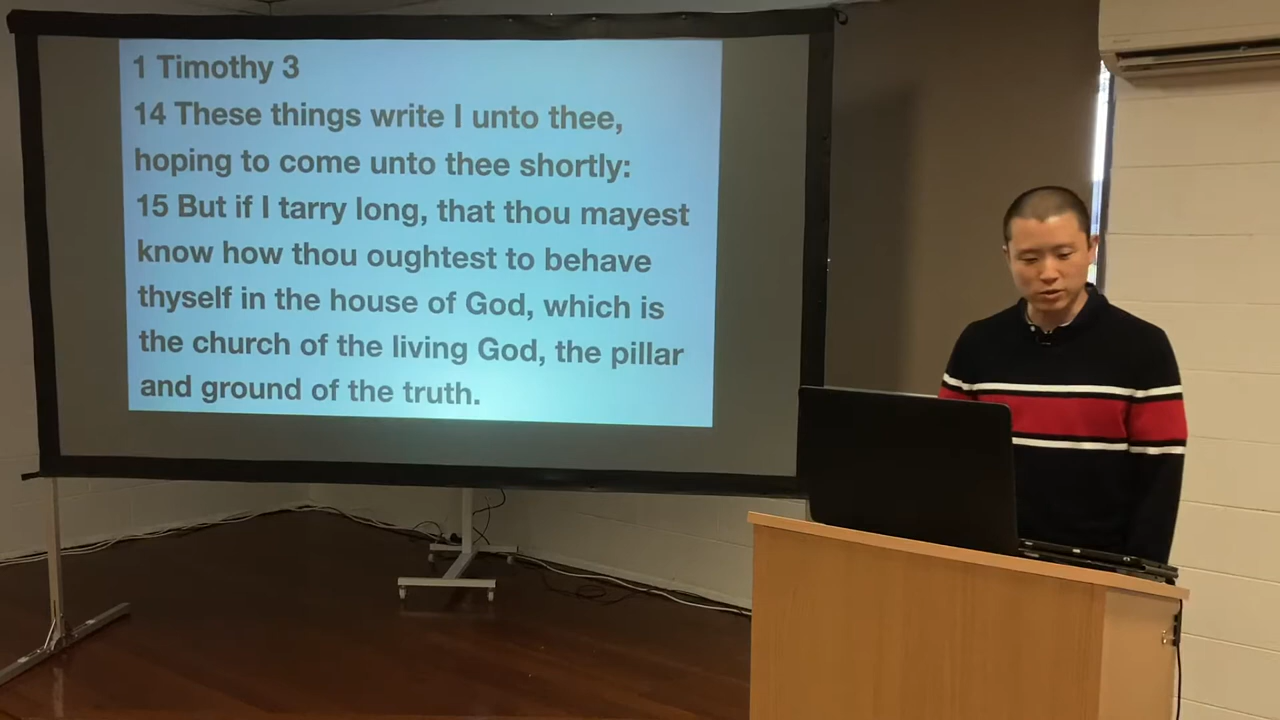 1 Timothy 3
14 These things write I unto thee,
hoping to come unto thee shortly:
15 But if I tarry long, that thou mayest
know how thou oughtest to behave
thyself in the house of God, which is
the church of the living God, the pillar
and ground of the truth.